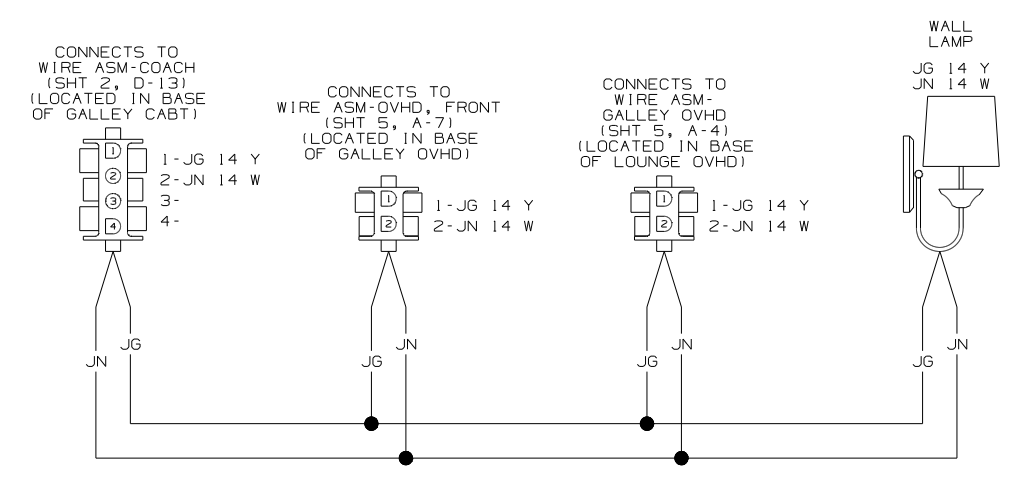 CONNECTS TO
WIRE ASM-COACH
(SHT 2, D-13)
(LOCATED IN BASE
OF GALLEY CABT)
1
2
3
4
1-JG 14 Y
2-JN 14 W
3-
4-
CONNECTS TO
WIRE ASM-OVHD, FRONT
(SHT 5, A-7)
(LOCATED IN BASE
OF GALLEY OVHD)
1
2
1-JG 14 Y
2-JN 14 W
CONNECTS TO
WIRE ASM-
GALLEY OVHD
(SHT 5, A-4)
(LOCATED IN BASE
OF LOUNGE OVHD)
1
2
1-JG 14 Y
2-JN 14 W
WALL
LAMP
JG 14 Y
JN 14 W
JN
JG
JG
JN
JG
JN
JG
JN